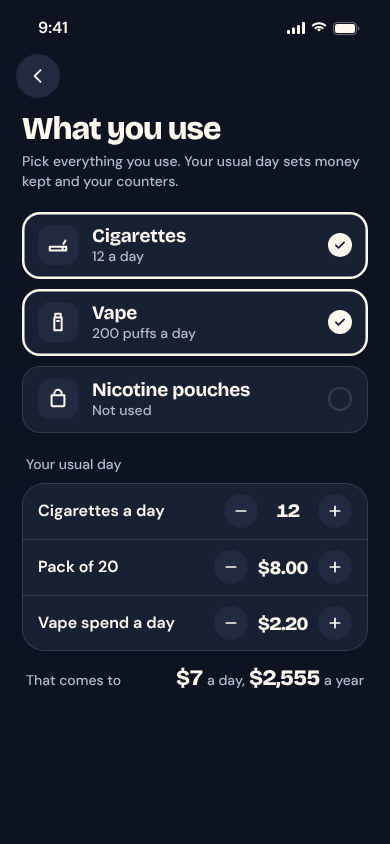 9:41
What you use
Pick everything you use. Your usual day sets money
kept and your counters.
Cigarettes
12 a day
Vape
200 puffs a day
Nicotine pouches
Not used
Your usual day
Cigarettes a day − 12 +
Pack of 20 − $8.00 +
Vape spend a day − $2.20 +
That comes to $7 a day, $2,555 a year